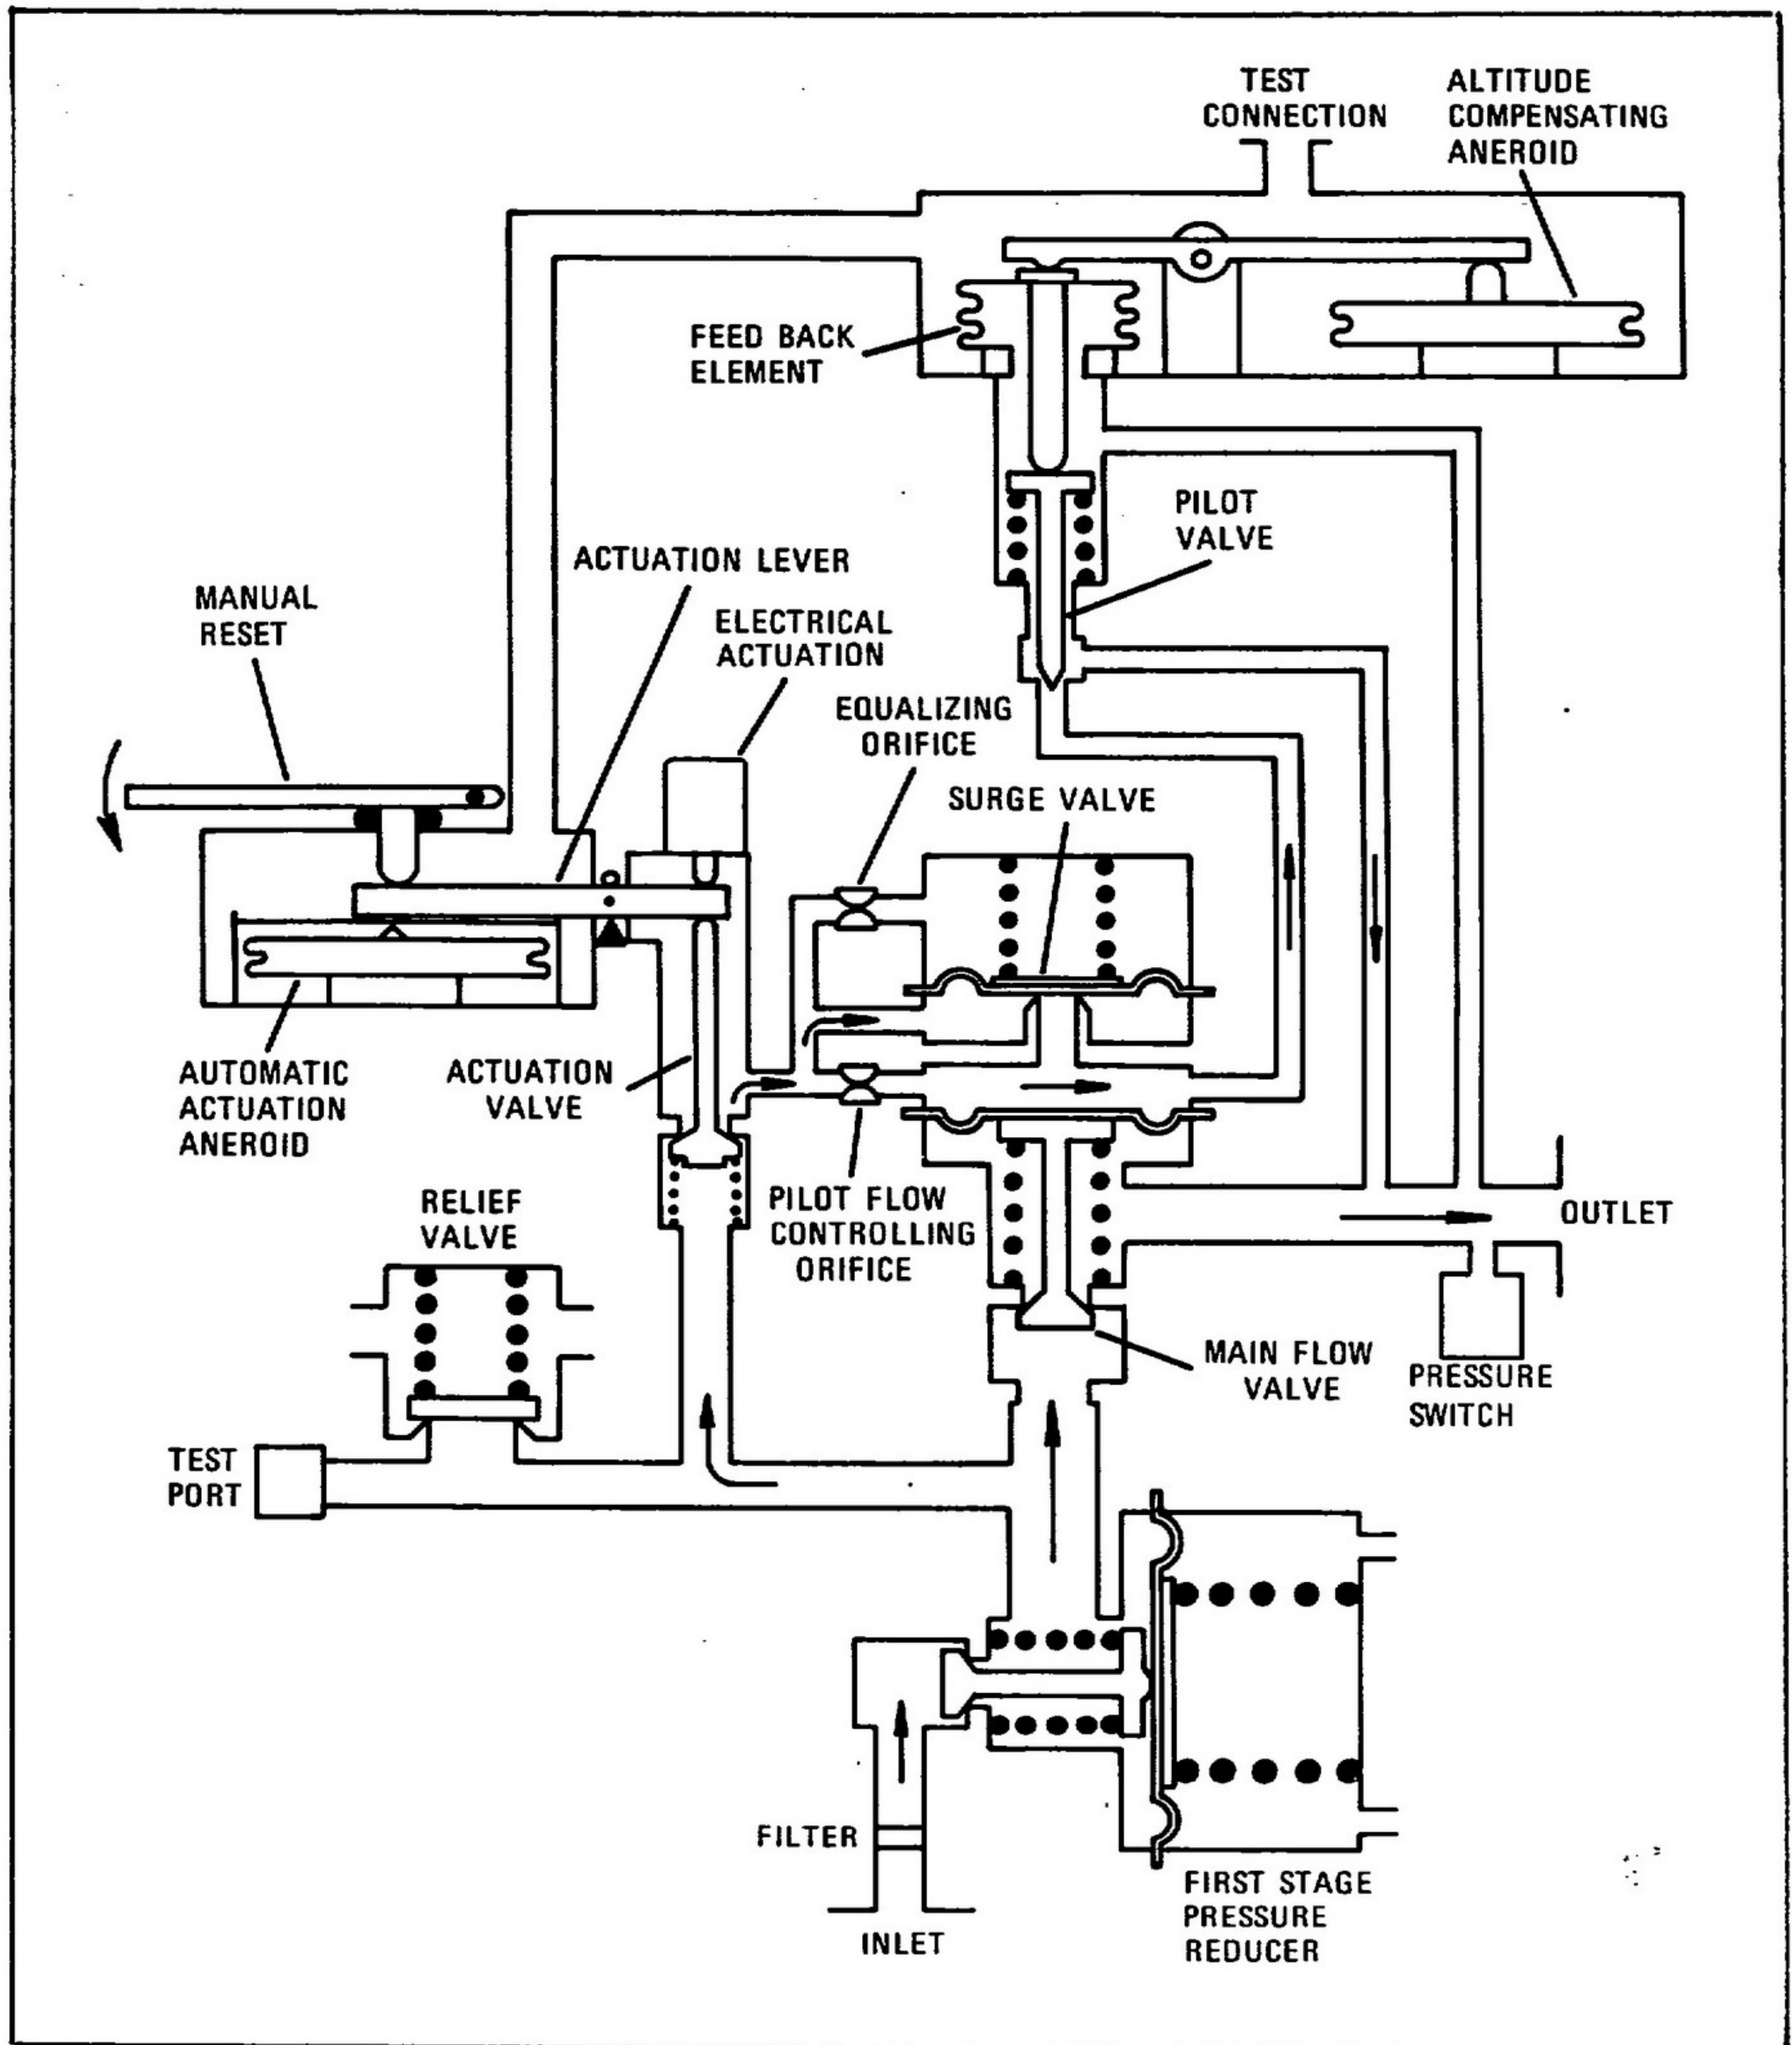 TEST
CONNECTION
ALTITUDE
COMPENSATING
ANEROID
FEED BACK
ELEMENT
PILOT
VALVE
ACTUATION LEVER
MANUAL
RESET
ELECTRICAL
ACTUATION
EQUALIZING
ORIFICE
SURGE VALVE
AUTOMATIC
ACTUATION
ANEROID
ACTUATION
VALVE
RELIEF
VALVE
PILOT FLOW
CONTROLLING
ORIFICE
OUTLET
MAIN FLOW
VALVE
PRESSURE
SWITCH
TEST
PORT
FILTER
INLET
FIRST STAGE
PRESSURE
REDUCER